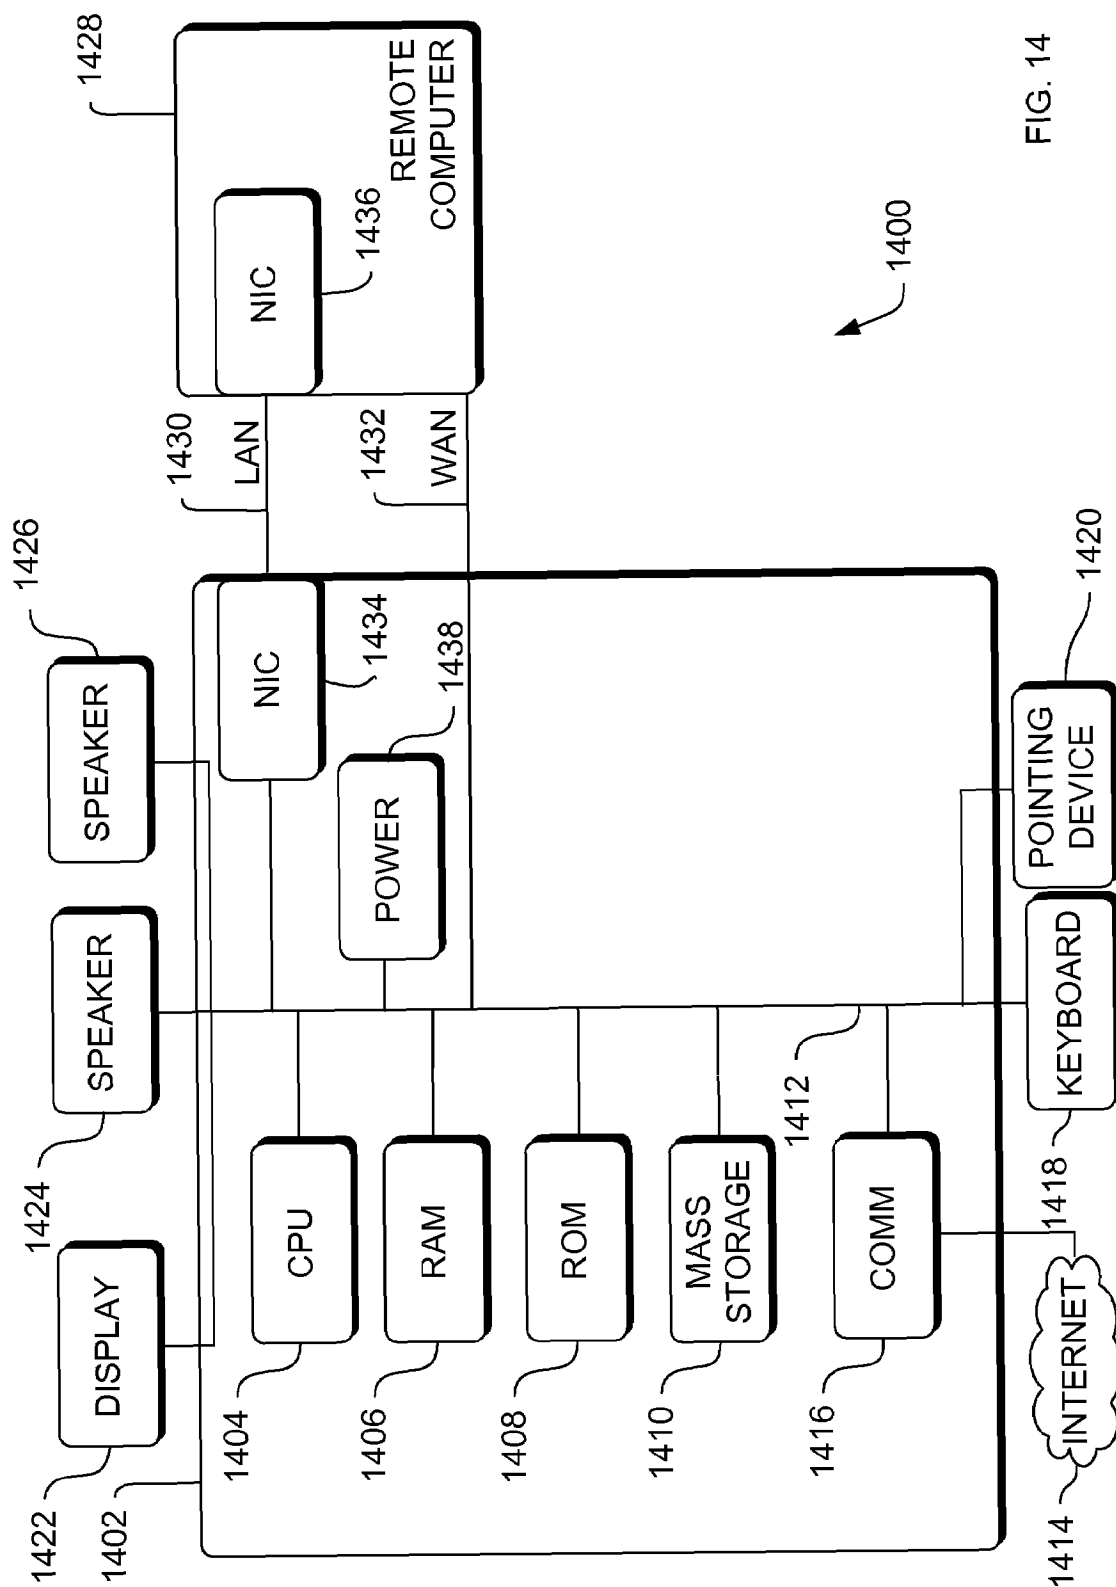 1422
DISPLAY
1424
SPEAKER
SPEAKER
1426
1402
1404
CPU
NIC
1434
1430
LAN
NIC
1436
1428
REMOTE
COMPUTER
1406
RAM
POWER
1438
1432
WAN
1408
ROM
1410
MASS
STORAGE
1412
1416
COMM
1400
1414
INTERNET
1418
KEYBOARD
POINTING
DEVICE
1420
FIG. 14